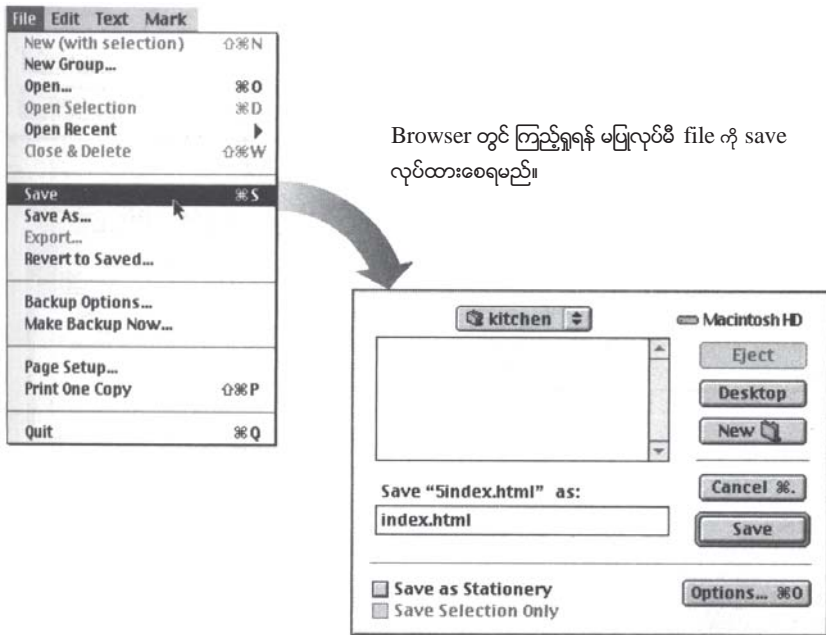 File Edit Text Mark
New (with selection) ⇧⌘N
New Group...
Open... ⌘O
Open Selection ⌘D
Open Recent ▶
Close & Delete ⇧⌘W
Save ⌘S
Save As...
Export...
Revert to Saved...
Backup Options...
Make Backup Now...
Page Setup...
Print One Copy ⇧⌘P
Quit ⌘Q
Browser တွင် ကြည့်ရှုရန် မပြုလုပ်မီ file ကို save
လုပ်ထားစေရမည်။
kitchen
Macintosh HD
Eject
Desktop
New
Save “5index.html” as:
Cancel ⌘.
index.html
Save
Save as Stationery
Options... ⌘O
Save Selection Only